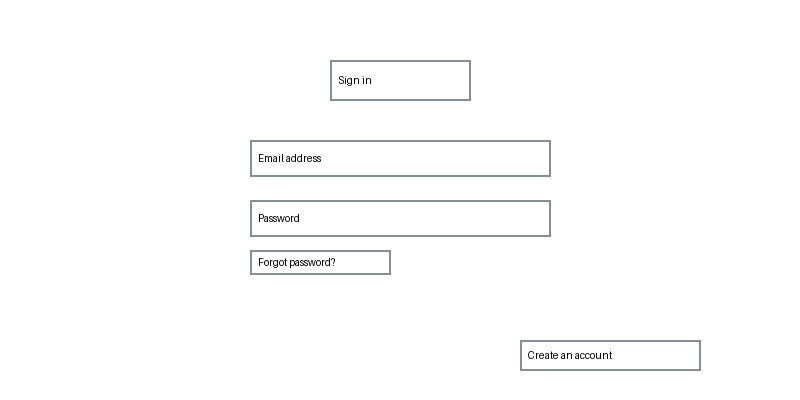 Sign in
Email address
Password
Forgot password?
Create an account